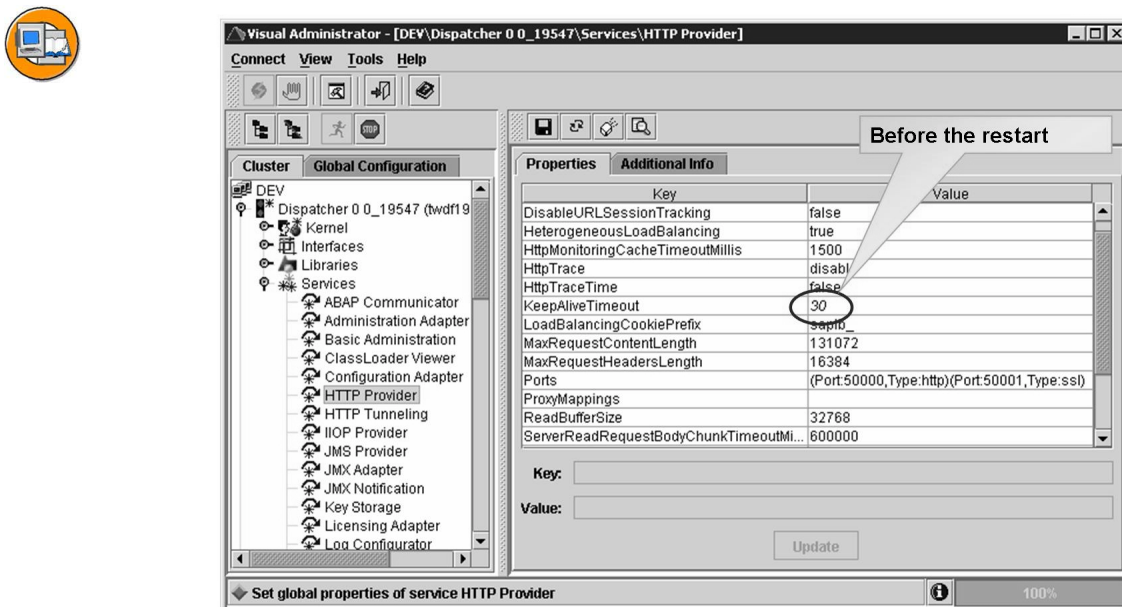 Visual Administrator - [DEV\Dispatcher 0 0_19547\Services\HTTP Provider]
Connect View Tools Help
STOP
Before the restart
Cluster Global Configuration
Properties Additional Info
DEV
Dispatcher 0 0_19547 (twdf19
Kernel
Interfaces
Libraries
Services
ABAP Communicator
Administration Adapter
Basic Administration
ClassLoader Viewer
Configuration Adapter
HTTP Provider
HTTP Tunneling
IIOP Provider
JMS Provider
JMX Adapter
JMX Notification
Key Storage
Licensing Adapter
Log Configurator
Key Value
DisableURLSessionTracking false
HeterogeneousLoadBalancing true
HttpMonitoringCacheTimeoutMillis 1500
HttpTrace disabl
HttpTraceTime false
KeepAliveTimeout 30
LoadBalancingCookiePrefix saplb_
MaxRequestContentLength 131072
MaxRequestHeadersLength 16384
Ports (Port:50000,Type:http)(Port:50001,Type:ssl)
ProxyMappings
ReadBufferSize 32768
ServerReadRequestBodyChunkTimeoutMi... 600000
Key:
Value:
Update
Set global properties of service HTTP Provider
100%